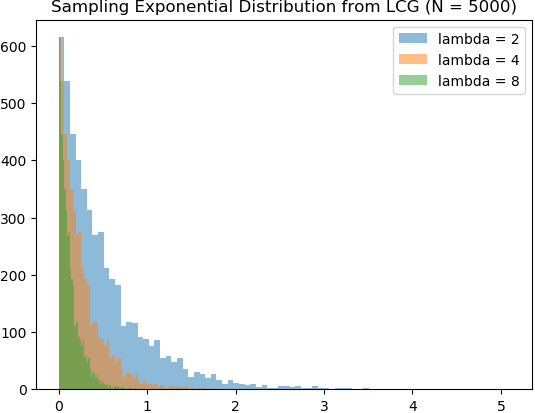 Sampling Exponential Distribution from LCG (N = 5000)
600
500
400
300
200
100
0
0 1 2 3 4 5
lambda = 2
lambda = 4
lambda = 8